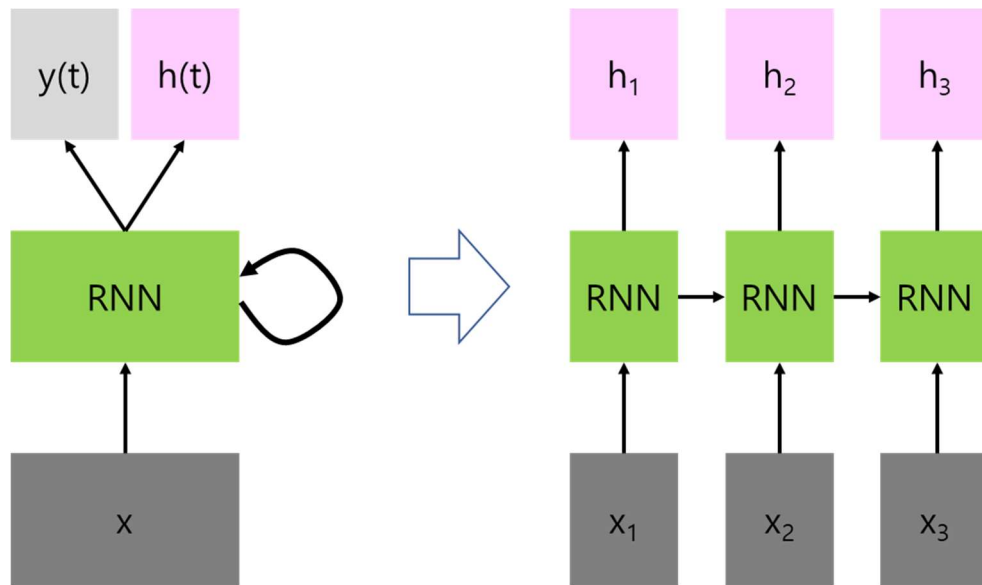 y(t) h(t)
RNN
x
h₁ h₂ h₃
RNN RNN RNN
x₁ x₂ x₃